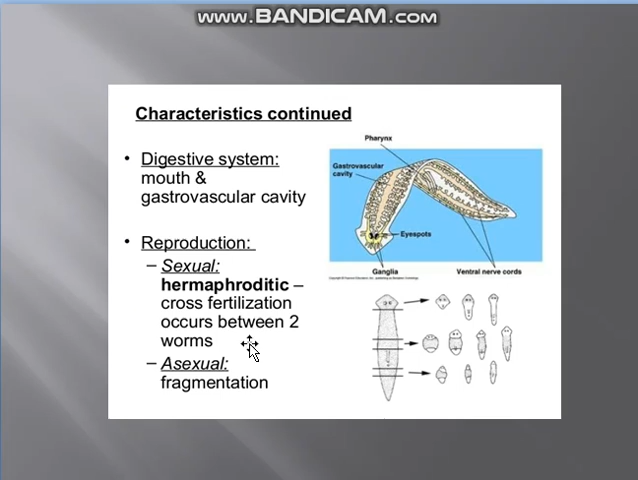 www.BANDICAM.com
Characteristics continued
• Digestive system:
mouth &
gastrovascular cavity
• Reproduction:
– Sexual:
hermaphroditic –
cross fertilization
occurs between 2
worms
– Asexual:
fragmentation
Pharynx
Gastrovascular
cavity
Eyespots
Ganglia
Ventral nerve cords